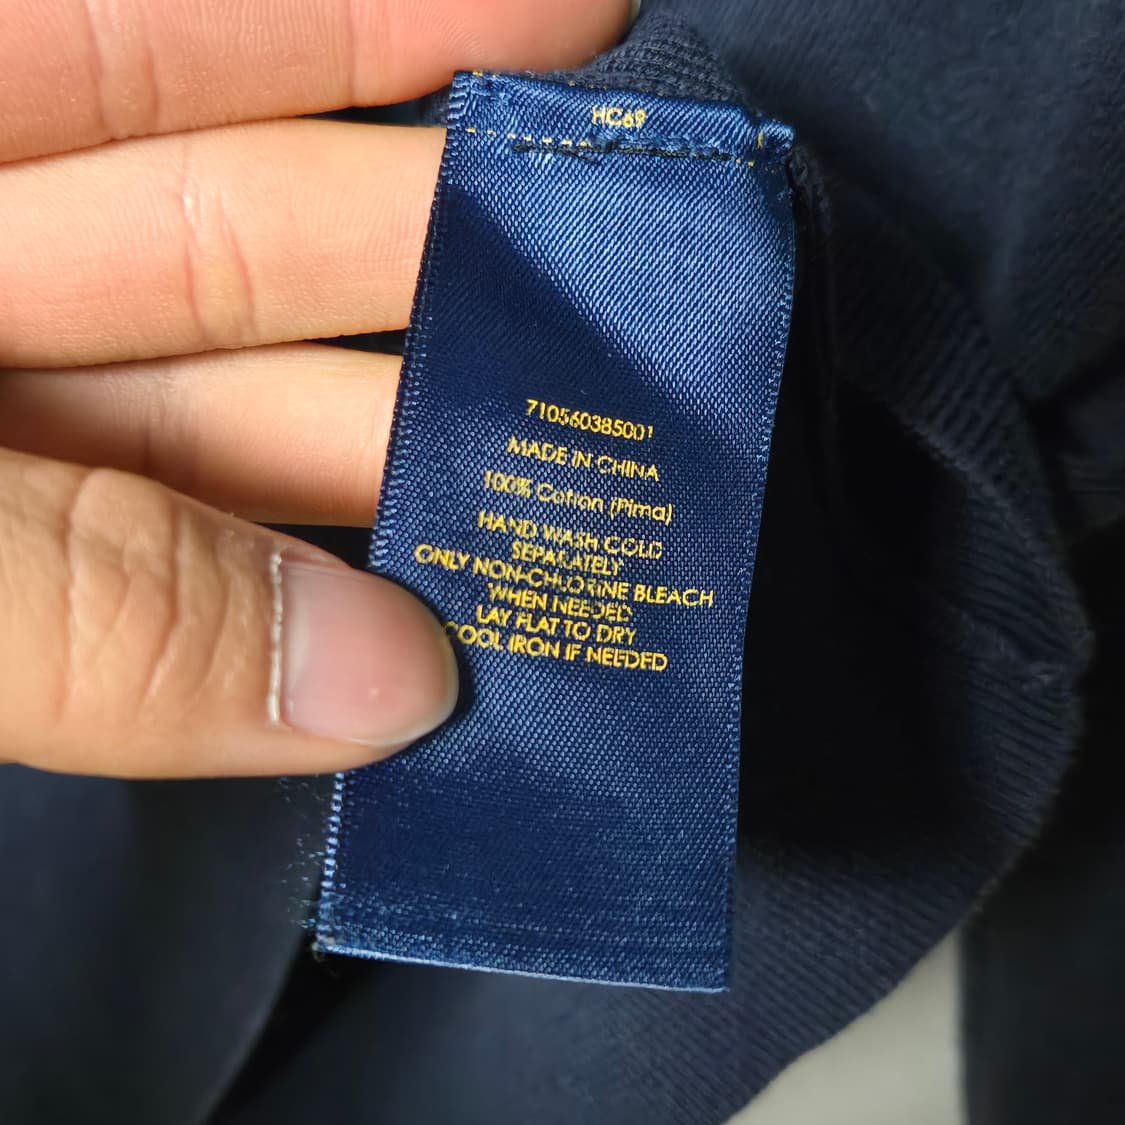 HC69
710560385001
MADE IN CHINA
100% Cotton (Pima)
HAND WASH COLD
SEPARATELY
ONLY NON-CHLORINE BLEACH
WHEN NEEDED
LAY FLAT TO DRY
COOL IRON IF NEEDED